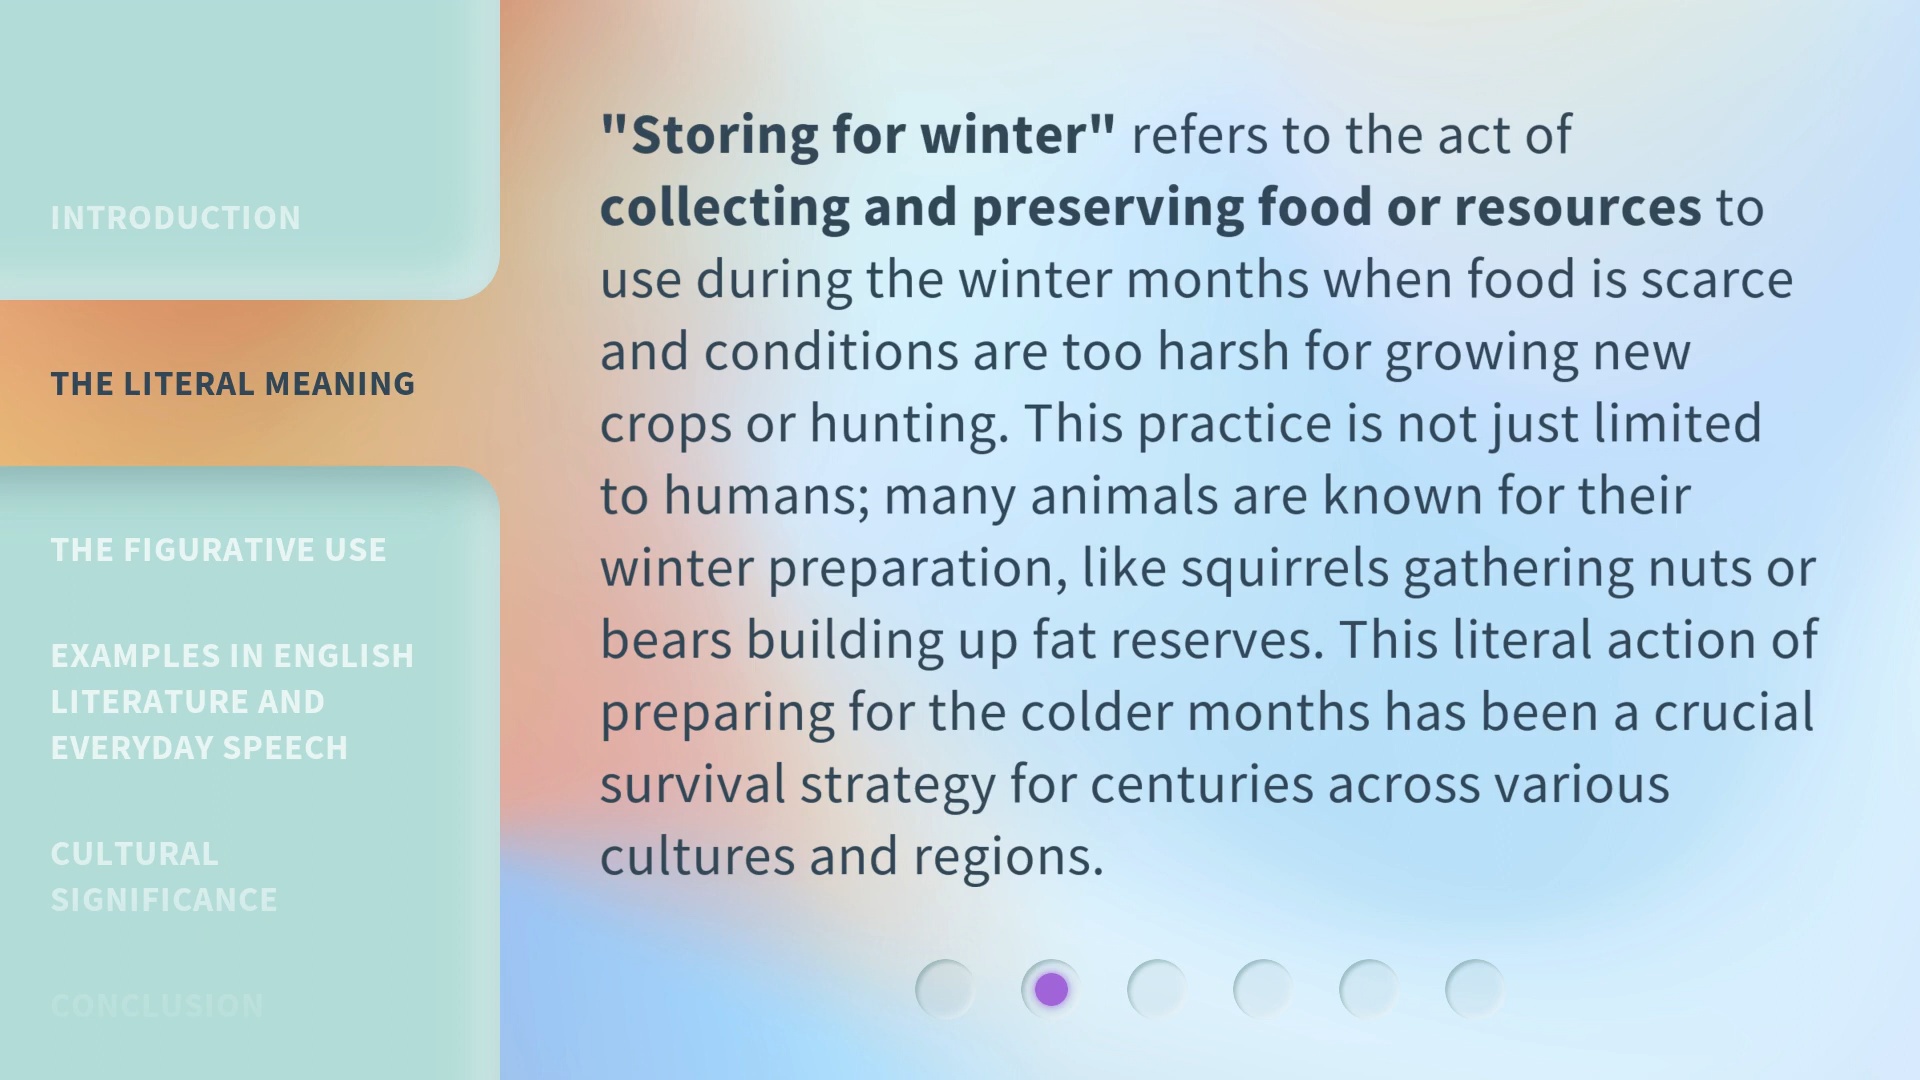 INTRODUCTION
THE LITERAL MEANING
THE FIGURATIVE USE
EXAMPLES IN ENGLISH
LITERATURE AND
EVERYDAY SPEECH
CULTURAL
SIGNIFICANCE
CONCLUSION
"Storing for winter" refers to the act of
collecting and preserving food or resources to
use during the winter months when food is scarce
and conditions are too harsh for growing new
crops or hunting. This practice is not just limited
to humans; many animals are known for their
winter preparation, like squirrels gathering nuts or
bears building up fat reserves. This literal action of
preparing for the colder months has been a crucial
survival strategy for centuries across various
cultures and regions.